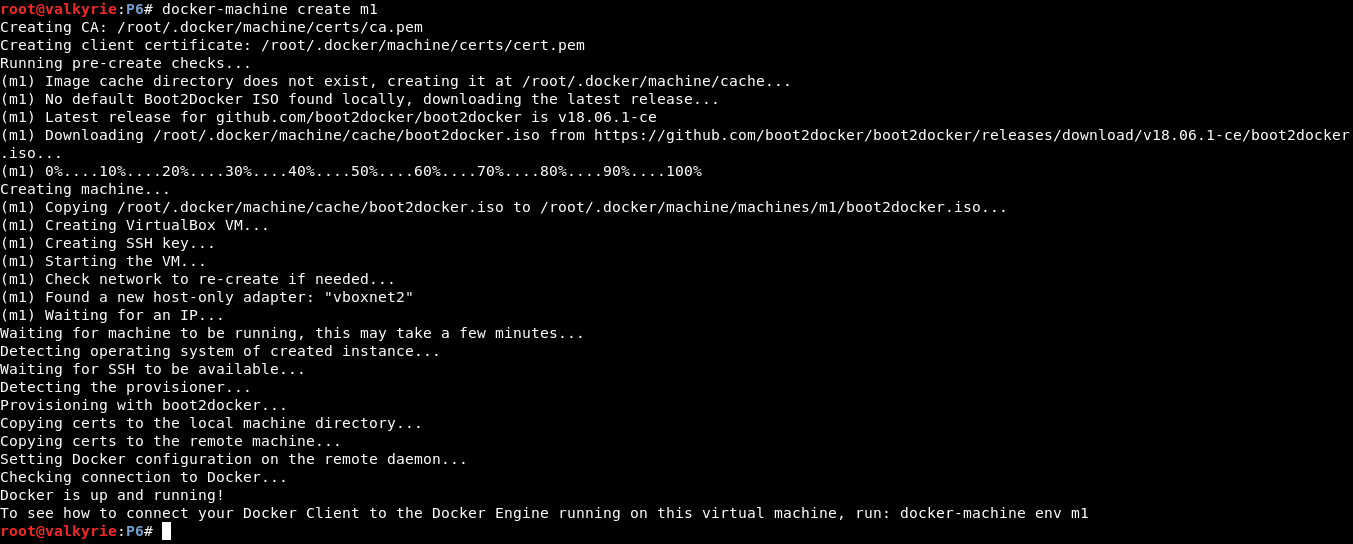 root@valkyrie:P6# docker-machine create m1
Creating CA: /root/.docker/machine/certs/ca.pem
Creating client certificate: /root/.docker/machine/certs/cert.pem
Running pre-create checks...
(m1) Image cache directory does not exist, creating it at /root/.docker/machine/cache...
(m1) No default Boot2Docker ISO found locally, downloading the latest release...
(m1) Latest release for github.com/boot2docker/boot2docker is v18.06.1-ce
(m1) Downloading /root/.docker/machine/cache/boot2docker.iso from https://github.com/boot2docker/boot2docker/releases/download/v18.06.1-ce/boot2docker
.iso...
(m1) 0%....10%....20%....30%....40%....50%....60%....70%....80%....90%....100%
Creating machine...
(m1) Copying /root/.docker/machine/cache/boot2docker.iso to /root/.docker/machine/machines/m1/boot2docker.iso...
(m1) Creating VirtualBox VM...
(m1) Creating SSH key...
(m1) Starting the VM...
(m1) Check network to re-create if needed...
(m1) Found a new host-only adapter: "vboxnet2"
(m1) Waiting for an IP...
Waiting for machine to be running, this may take a few minutes...
Detecting operating system of created instance...
Waiting for SSH to be available...
Detecting the provisioner...
Provisioning with boot2docker...
Copying certs to the local machine directory...
Copying certs to the remote machine...
Setting Docker configuration on the remote daemon...
Checking connection to Docker...
Docker is up and running!
To see how to connect your Docker Client to the Docker Engine running on this virtual machine, run: docker-machine env m1
root@valkyrie:P6#